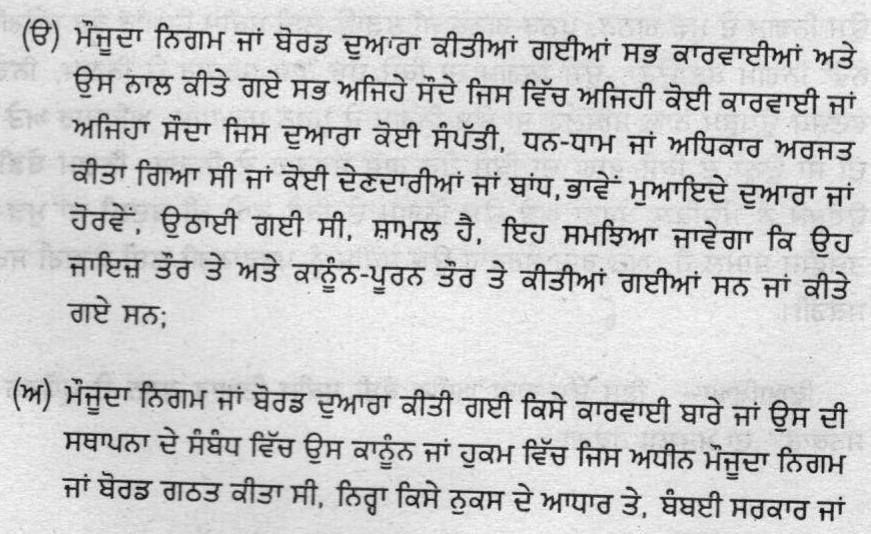 (ੳ) ਮੌਜੂਦਾ ਨਿਗਮ ਜਾਂ ਬੋਰਡ ਦੁਆਰਾ ਕੀਤੀਆਂ ਗਈਆਂ ਸਭ ਕਾਰਵਾਈਆਂ ਅਤੇ
ਉਸ ਨਾਲ ਕੀਤੇ ਗਏ ਸਭ ਅਜਿਹੇ ਸੌਦੇ ਜਿਸ ਵਿੱਚ ਅਜਿਹੀ ਕੋਈ ਕਾਰਵਾਈ ਜਾਂ
ਅਜਿਹਾ ਸੌਦਾ ਜਿਸ ਦੁਆਰਾ ਕੋਈ ਸੰਪੱਤੀ, ਧਨ-ਧਾਮ ਜਾਂ ਅਧਿਕਾਰ ਅਰਜਤ
ਕੀਤਾ ਗਿਆ ਸੀ ਜਾਂ ਕੋਈ ਦੇਣਦਾਰੀਆਂ ਜਾਂ ਬਾਂਧ, ਭਾਵੇਂ ਮੁਆਇਦੇ ਦੁਆਰਾ ਜਾਂ
ਹੋਰਵੇਂ, ਉਠਾਈ ਗਈ ਸੀ, ਸ਼ਾਮਲ ਹੈ, ਇਹ ਸਮਝਿਆ ਜਾਵੇਗਾ ਕਿ ਉਹ
ਜਾਇਜ਼ ਤੌਰ ਤੇ ਅਤੇ ਕਾਨੂੰਨ-ਪੂਰਨ ਤੌਰ ਤੇ ਕੀਤੀਆਂ ਗਈਆਂ ਸਨ ਜਾਂ ਕੀਤੇ
ਗਏ ਸਨ;
(ਅ) ਮੌਜੂਦਾ ਨਿਗਮ ਜਾਂ ਬੋਰਡ ਦੁਆਰਾ ਕੀਤੀ ਗਈ ਕਿਸੇ ਕਾਰਵਾਈ ਬਾਰੇ ਜਾਂ ਉਸ ਦੀ
ਸਥਾਪਨਾ ਦੇ ਸੰਬੰਧ ਵਿੱਚ ਉਸ ਕਾਨੂੰਨ ਜਾਂ ਹੁਕਮ ਵਿੱਚ ਜਿਸ ਅਧੀਨ ਮੌਜੂਦਾ ਨਿਗਮ
ਜਾਂ ਬੋਰਡ ਗਠਤ ਕੀਤਾ ਸੀ, ਨਿਰ੍ਹਾ ਕਿਸੇ ਨੁਕਸ ਦੇ ਆਧਾਰ ਤੇ, ਬੰਬਈ ਸਰਕਾਰ ਜਾਂ